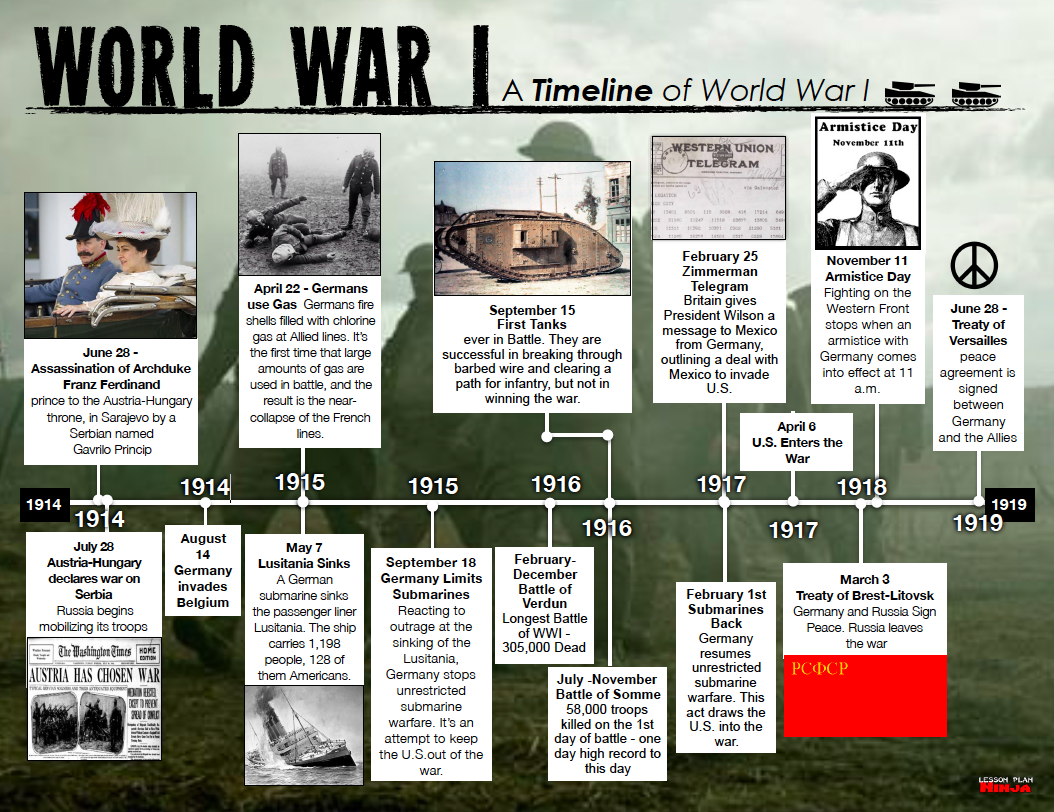 WORLD WAR I
A Timeline of World War I
June 28 -
Assassination of Archduke
Franz Ferdinand
prince to the Austria-Hungary
throne, in Sarajevo by a
Serbian named
Gavrilo Princip
April 22 - Germans
use Gas Germans fire
shells filled with chlorine
gas at Allied lines. It's
the first time that large
amounts of gas are
used in battle, and the
result is the near-
collapse of the French
lines.
September 15
First Tanks
ever in Battle. They are
successful in breaking through
barbed wire and clearing a
path for infantry, but not in
winning the war.
WESTERN UNION
TELEGRAM
February 25
Zimmerman
Telegram
Britain gives
President Wilson a
message to Mexico
from Germany,
outlining a deal with
Mexico to invade
U.S.
Armistice Day
November 11th
November 11
Armistice Day
Fighting on the
Western Front
stops when an
armistice with
Germany comes
into effect at 11
a.m.
June 28 -
Treaty of
Versailles
peace
agreement is
signed
between
Germany
and the Allies
April 6
U.S. Enters the
War
1914
1914
1914
1915
1915
1916
1916
1917
1917
1918
1919
1919
July 28
Austria-Hungary
declares war on
Serbia
Russia begins
mobilizing its troops
The Washington Times
HOME
EDITION
AUSTRIA HAS CHOSEN WAR
August
14
Germany
invades
Belgium
May 7
Lusitania Sinks
A German
submarine sinks
the passenger liner
Lusitania. The ship
carries 1,198
people, 128 of
them Americans.
September 18
Germany Limits
Submarines
Reacting to
outrage at the
sinking of the
Lusitania,
Germany stops
unrestricted
submarine
warfare. It's an
attempt to keep
the U.S.out of the
war.
February-
December
Battle of
Verdun
Longest Battle
of WWI -
305,000 Dead
July -November
Battle of Somme
58,000 troops
killed on the 1st
day of battle - one
day high record to
this day
February 1st
Submarines
Back
Germany
resumes
unrestricted
submarine
warfare. This
act draws the
U.S. into the
war.
March 3
Treaty of Brest-Litovsk
Germany and Russia Sign
Peace. Russia leaves
the war
РСФСР
LESSON PLAN
NINJA